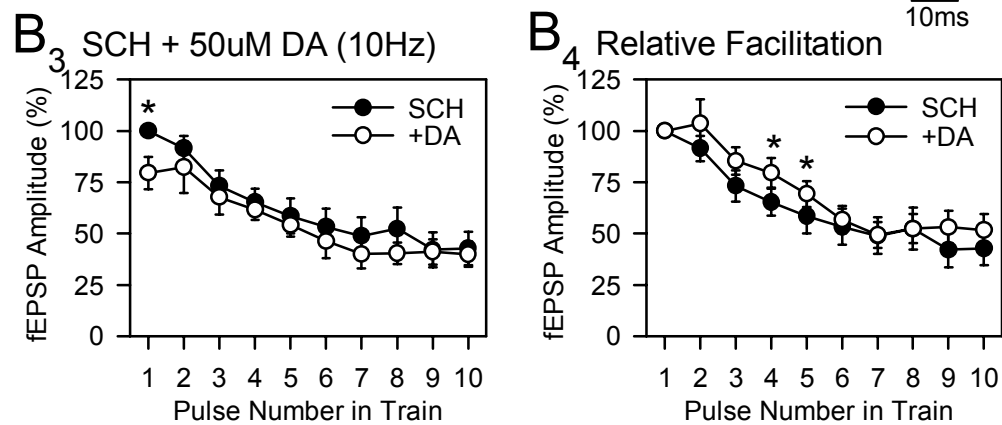 10ms
B3 SCH + 50uM DA (10Hz)
fEPSP Amplitude (%)
125
100
75
50
25
0
*
SCH
+DA
1 2 3 4 5 6 7 8 9 10
Pulse Number in Train
B4 Relative Facilitation
fEPSP Amplitude (%)
125
100
75
50
25
0
* *
SCH
+DA
1 2 3 4 5 6 7 8 9 10
Pulse Number in Train